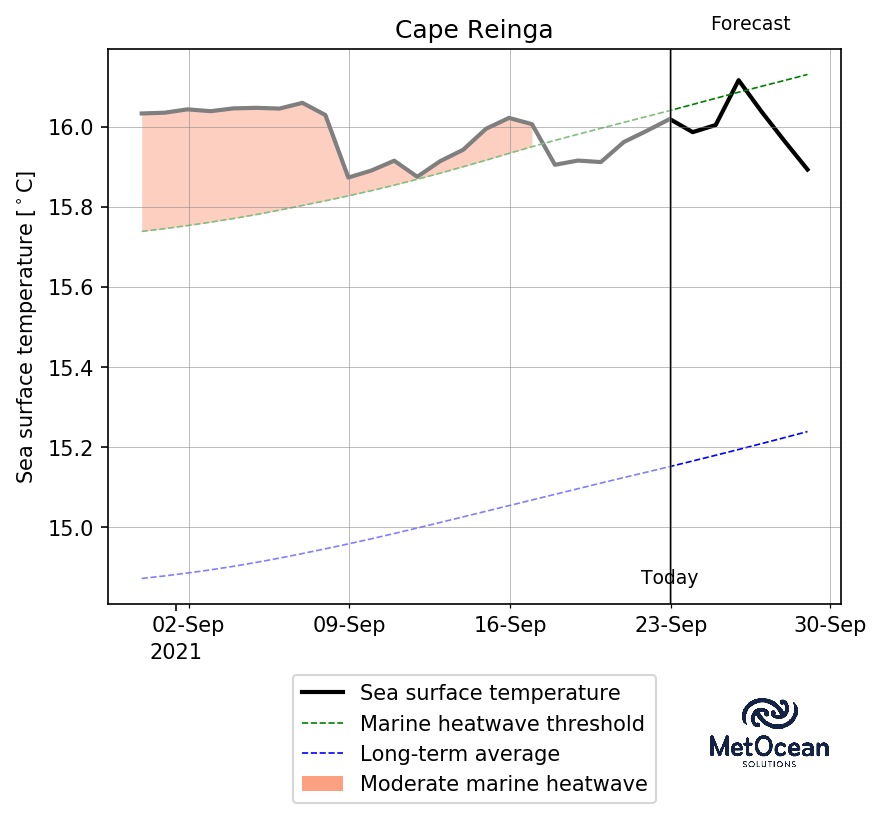 Cape Reinga
Forecast
Sea surface temperature [°C]
16.0
15.8
15.6
15.4
15.2
15.0
Today
02-Sep
09-Sep
16-Sep
23-Sep
30-Sep
2021
Sea surface temperature
Marine heatwave threshold
Long-term average
Moderate marine heatwave
MetOcean
SOLUTIONS